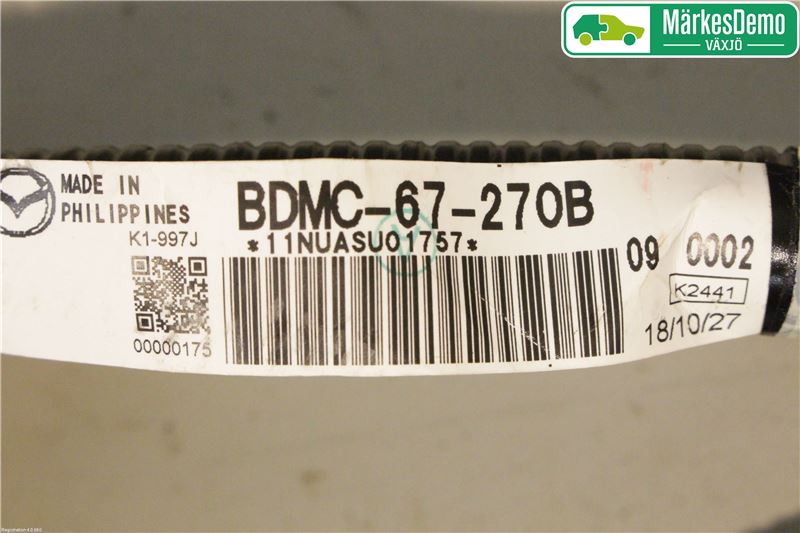 MärkesDemo
VÄXJÖ
MADE IN
PHILIPPINES
BDMC-67-270B
K1-997J
*11NUASU01757*
09 0002
K2441
18/10/27
00000175